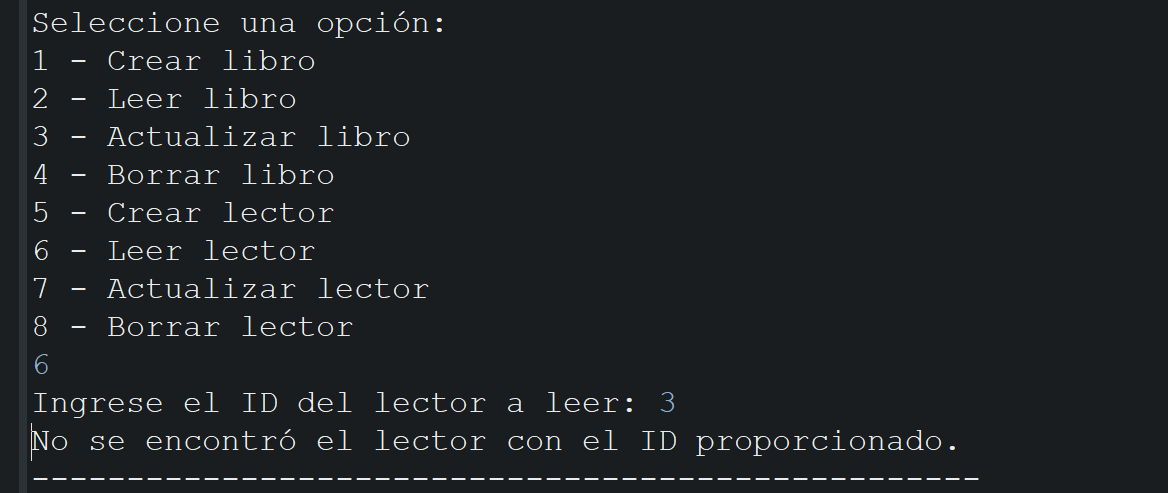 Seleccione una opción:
1 - Crear libro
2 - Leer libro
3 - Actualizar libro
4 - Borrar libro
5 - Crear lector
6 - Leer lector
7 - Actualizar lector
8 - Borrar lector
6
Ingrese el ID del lector a leer: 3
No se encontró el lector con el ID proporcionado.
--------------------------------------------------